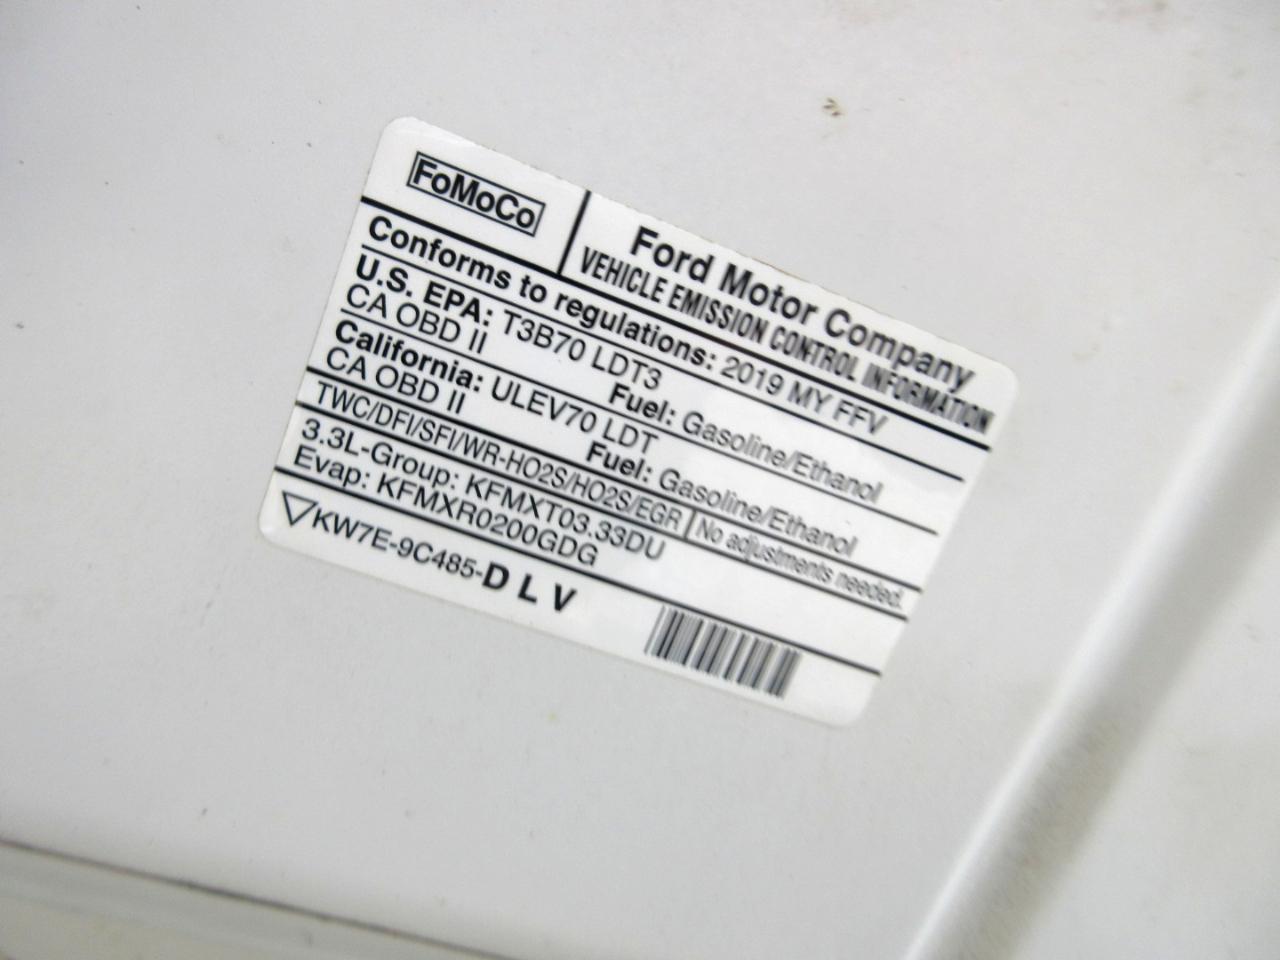 FoMoCo
Ford Motor Company
VEHICLE EMISSION CONTROL INFORMATION
Conforms to regulations: 2019 MY FFV
U.S. EPA: T3B70 LDT3
CA OBD II Fuel: Gasoline/Ethanol
California: ULEV70 LDT
CA OBD II Fuel: Gasoline/Ethanol
TWC/DFI/SFI/WR-HO2S/HO2S/EGR No adjustments needed.
3.3L-Group: KFMXT03.33DU
Evap: KFMXR0200GDG
KW7E-9C485-D L V